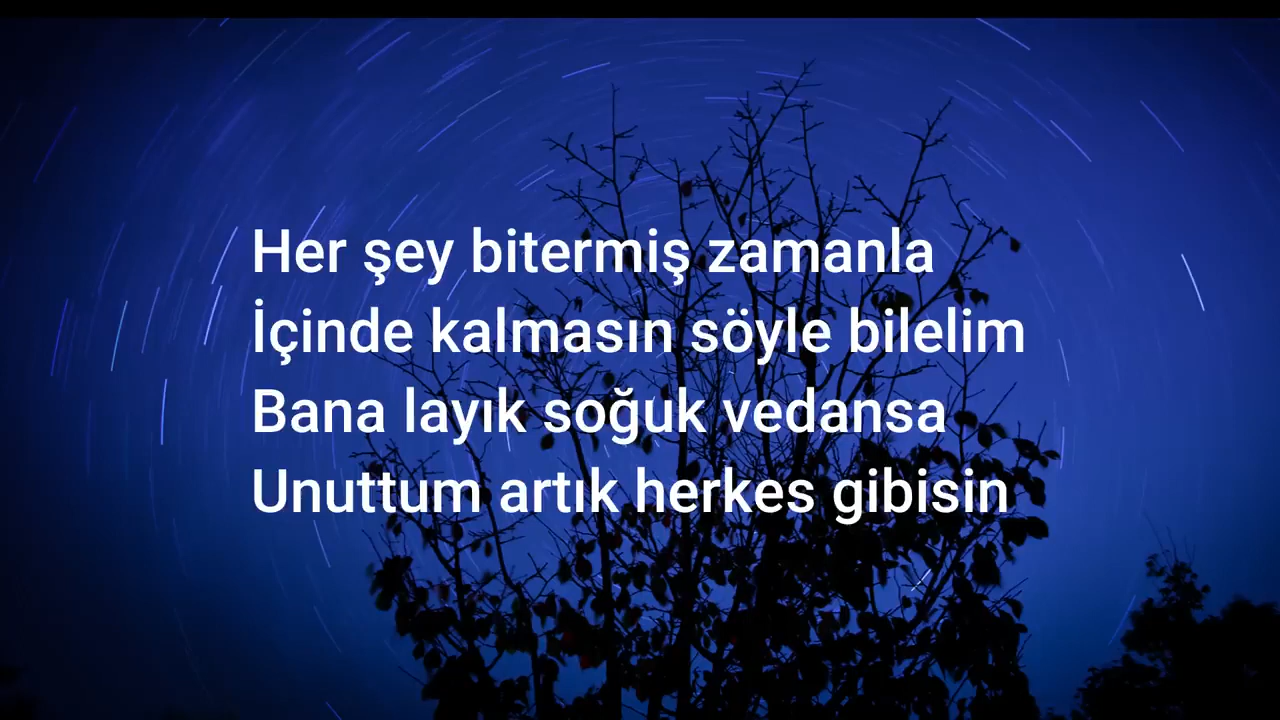 Her şey bitermiş zamanla
İçinde kalmasın söyle bilelim
Bana layık soğuk vedansa
Unuttum artık herkes gibisin